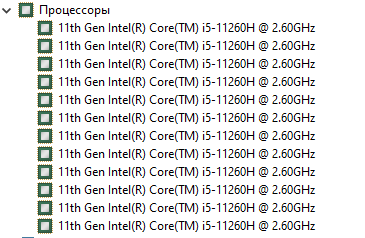 Процессоры
11th Gen Intel(R) Core(TM) i5-11260H @ 2.60GHz
11th Gen Intel(R) Core(TM) i5-11260H @ 2.60GHz
11th Gen Intel(R) Core(TM) i5-11260H @ 2.60GHz
11th Gen Intel(R) Core(TM) i5-11260H @ 2.60GHz
11th Gen Intel(R) Core(TM) i5-11260H @ 2.60GHz
11th Gen Intel(R) Core(TM) i5-11260H @ 2.60GHz
11th Gen Intel(R) Core(TM) i5-11260H @ 2.60GHz
11th Gen Intel(R) Core(TM) i5-11260H @ 2.60GHz
11th Gen Intel(R) Core(TM) i5-11260H @ 2.60GHz
11th Gen Intel(R) Core(TM) i5-11260H @ 2.60GHz
11th Gen Intel(R) Core(TM) i5-11260H @ 2.60GHz
11th Gen Intel(R) Core(TM) i5-11260H @ 2.60GHz